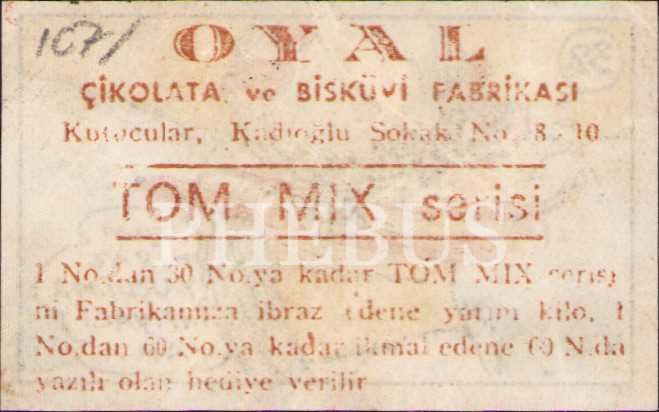 167/
OYAL
ÇİKOLATA ve BİSKÜVİ FABRİKASI
Kutucular, Kadıoğlu Sokak No. 8-10
TOM MIX serisi
PHEBUS
1 No.dan 30 No.ya kadar TOM MIX serisi
ni Fabrikamıza ibraz edene yarım kilo, 1
No.dan 60 No.ya kadar ikmal edene 60 N.da
yazılı olan hediye verilir